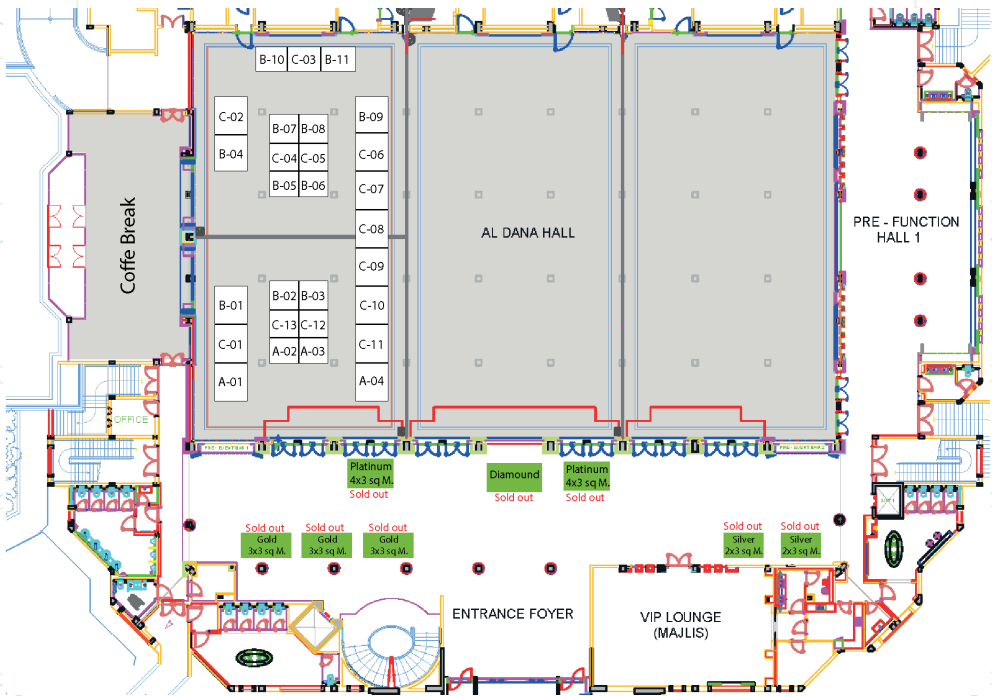 B-10 C-03 B-11
C-02
B-04
B-07 B-08
C-04 C-05
B-05 B-06
B-09
C-06
C-07
C-08
C-09
C-10
C-11
A-04
B-01
C-01
A-01
B-02 B-03
C-13 C-12
A-02 A-03
Coffe Break
AL DANA HALL
PRE - FUNCTION
HALL 1
OFFICE
Platinum
4x3 sq M.
Sold out
Diamound
Sold out
Platinum
4x3 sq M.
Sold out
Sold out
Gold
3x3 sq M.
Sold out
Gold
3x3 sq M.
Sold out
Gold
3x3 sq M.
Sold out
Silver
2x3 sq M.
Sold out
Silver
2x3 sq M.
ENTRANCE FOYER
VIP LOUNGE
(MAJLIS)